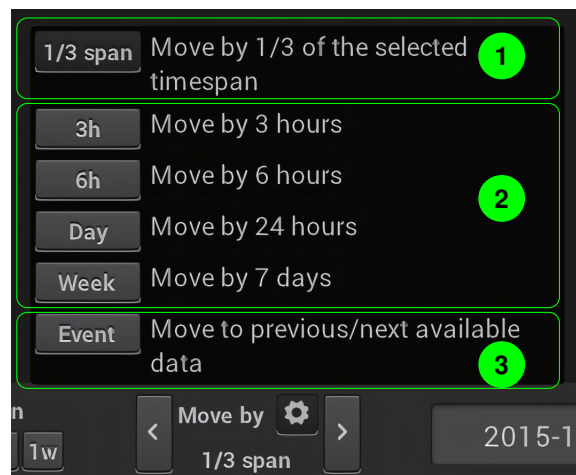 1/3 span Move by 1/3 of the selected
timespan
1
3h Move by 3 hours
6h Move by 6 hours
2
Day Move by 24 hours
Week Move by 7 days
Event Move to previous/next available
data
3
n
1w
< Move by >
1/3 span
2015-1